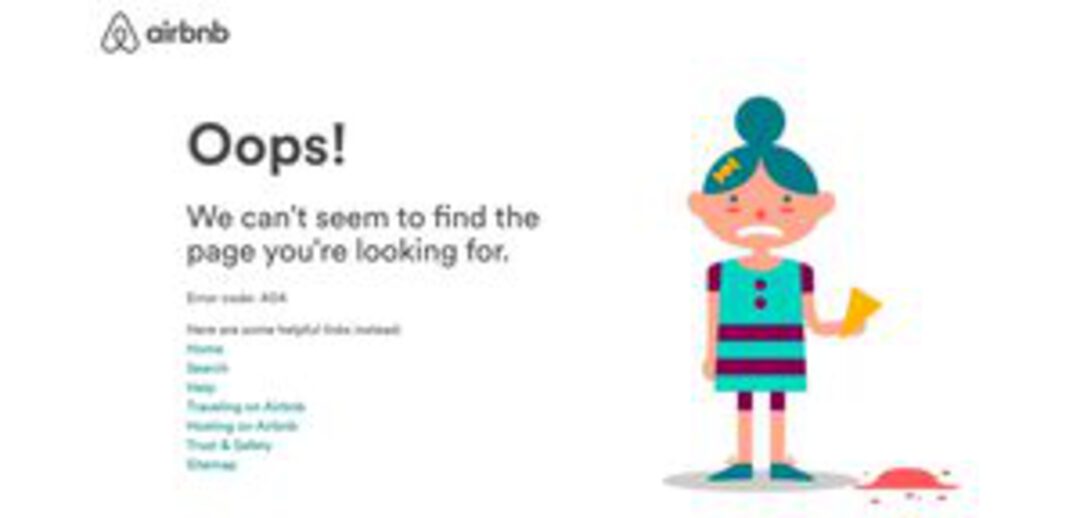 airbnb
Oops!
We can't seem to find the
page you're looking for.
Error code: 404
Here are some helpful links instead:
Home
Search
Help
Traveling on Airbnb
Hosting on Airbnb
Trust & Safety
Sitemap